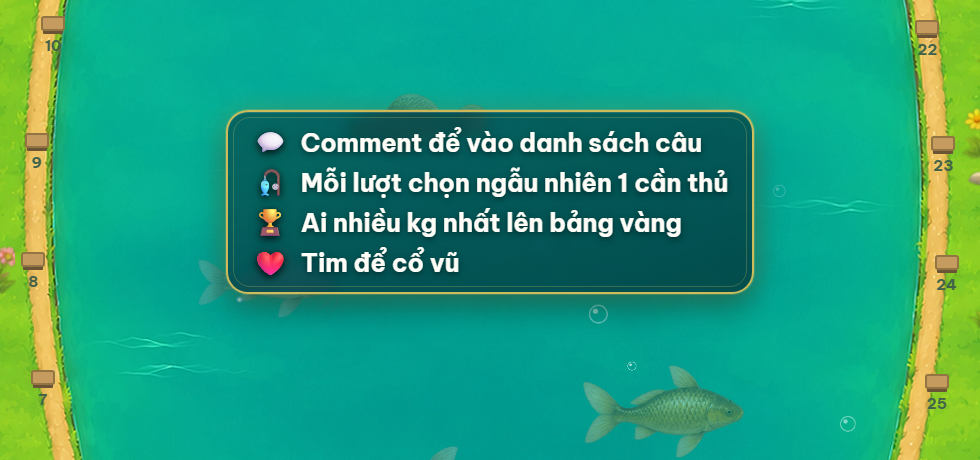 10
22
Comment để vào danh sách câu
9
Mỗi lượt chọn ngẫu nhiên 1 cần thủ
23
Ai nhiều kg nhất lên bảng vàng
Tim để cổ vũ
8
24
7
25